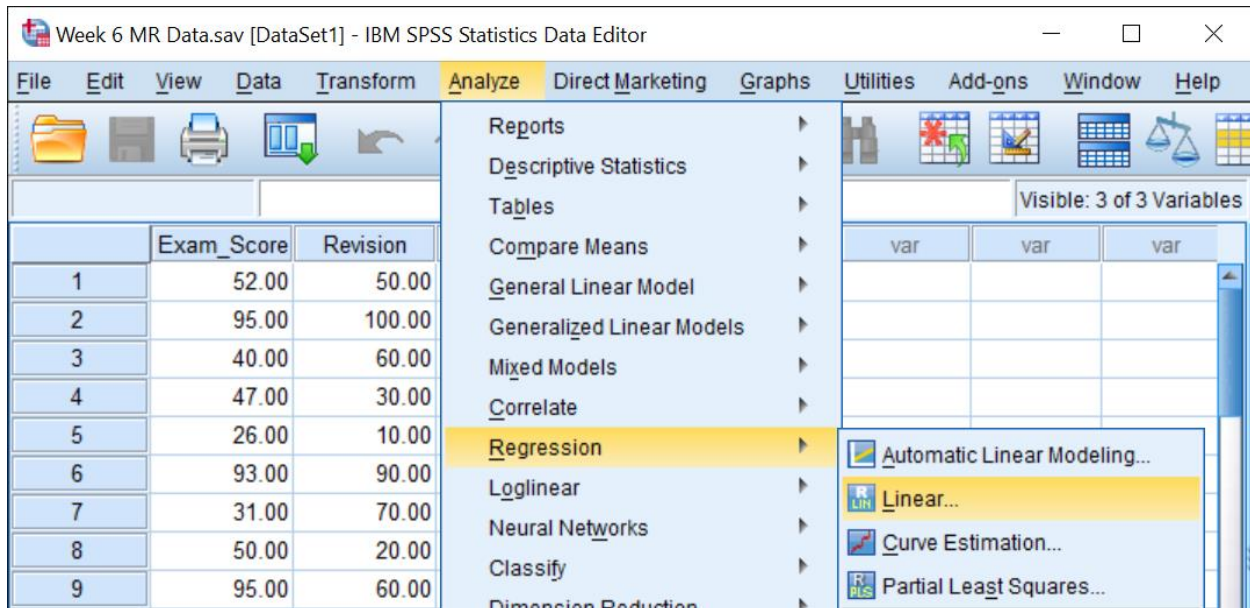 Week 6 MR Data.sav [DataSet1] - IBM SPSS Statistics Data Editor
File Edit View Data Transform Analyze Direct Marketing Graphs Utilities Add-ons Window Help
Visible: 3 of 3 Variables
Exam_Score Revision var var var
1 52.00 50.00
2 95.00 100.00
3 40.00 60.00
4 47.00 30.00
5 26.00 10.00
6 93.00 90.00
7 31.00 70.00
8 50.00 20.00
9 95.00 60.00
Reports
Descriptive Statistics
Tables
Compare Means
General Linear Model
Generalized Linear Models
Mixed Models
Correlate
Regression
Loglinear
Neural Networks
Classify
Dimension Reduction
Automatic Linear Modeling...
R LIN Linear...
Curve Estimation...
R PLS Partial Least Squares...